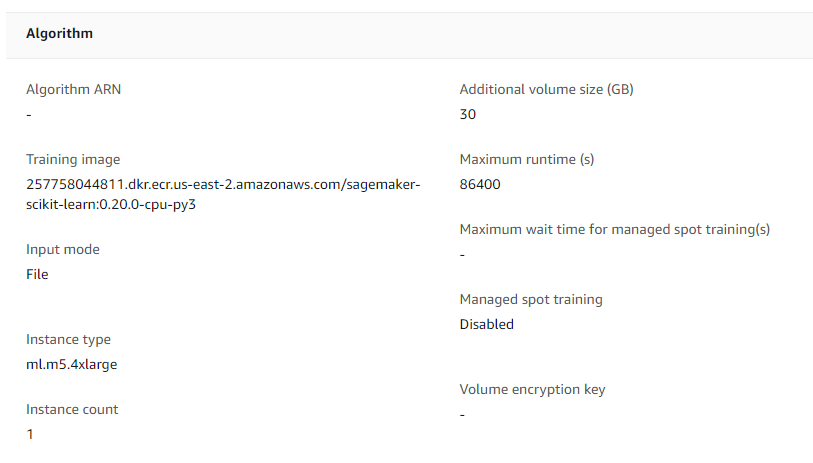 Algorithm
Algorithm ARN
-
Training image
257758044811.dkr.ecr.us-east-2.amazonaws.com/sagemaker-
scikit-learn:0.20.0-cpu-py3
Input mode
File
Instance type
ml.m5.4xlarge
Instance count
1
Additional volume size (GB)
30
Maximum runtime (s)
86400
Maximum wait time for managed spot training(s)
-
Managed spot training
Disabled
Volume encryption key
-